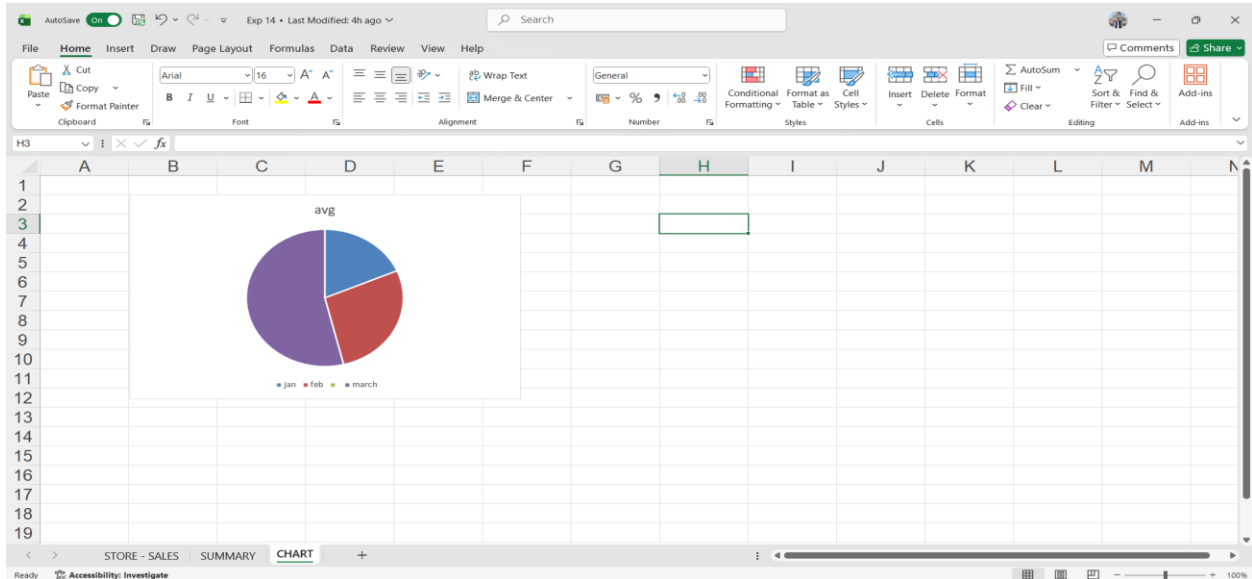 AutoSave On Exp 14 • Last Modified: 4h ago Search
File Home Insert Draw Page Layout Formulas Data Review View Help Comments Share
Paste Cut Arial 16 A^ Aˇ ab Wrap Text General Conditional Formatting Format as Table Cell Styles Insert Delete Format AutoSum Sort & Filter Find & Select Add-ins
Copy B I U A Merge & Center % 9 Fill
Format Painter Clear
Clipboard Font Alignment Number Styles Cells Editing Add-ins
H3 fx
A B C D E F G H I J K L M N
1
2
avg
3
4
5
6
7
8
9
10
11
jan feb march
12
13
14
15
16
17
18
19
STORE - SALES SUMMARY CHART +
Ready Accessibility: Investigate 100%